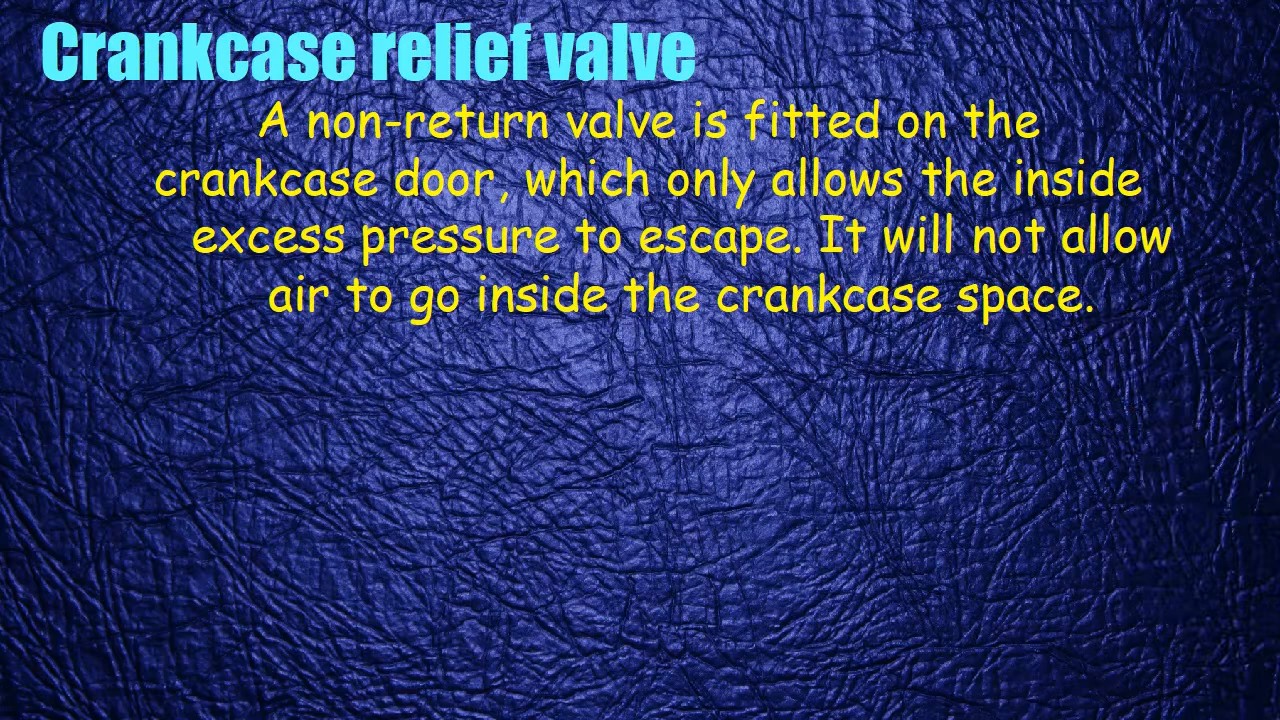 Crankcase relief valve
A non-return valve is fitted on the
crankcase door, which only allows the inside
excess pressure to escape. It will not allow
air to go inside the crankcase space.